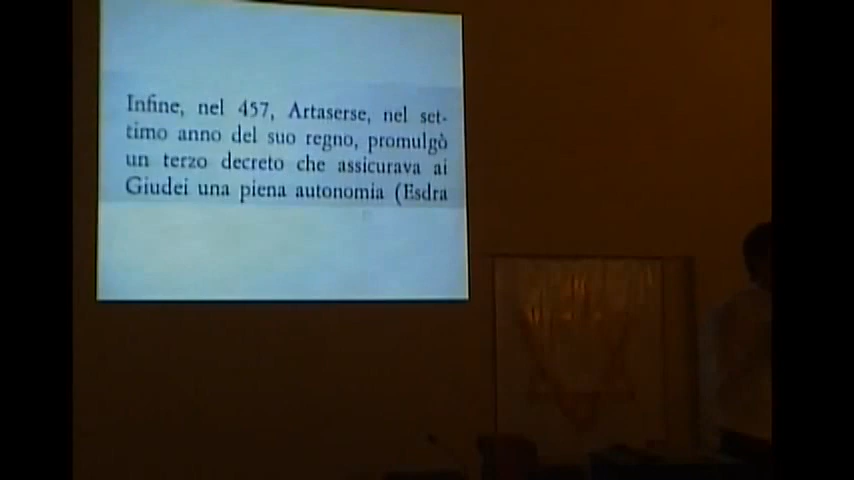 Infine, nel 457, Artaserse, nel set-
timo anno del suo regno, promulgò
un terzo decreto che assicurava ai
Giudei una piena autonomia (Esdra